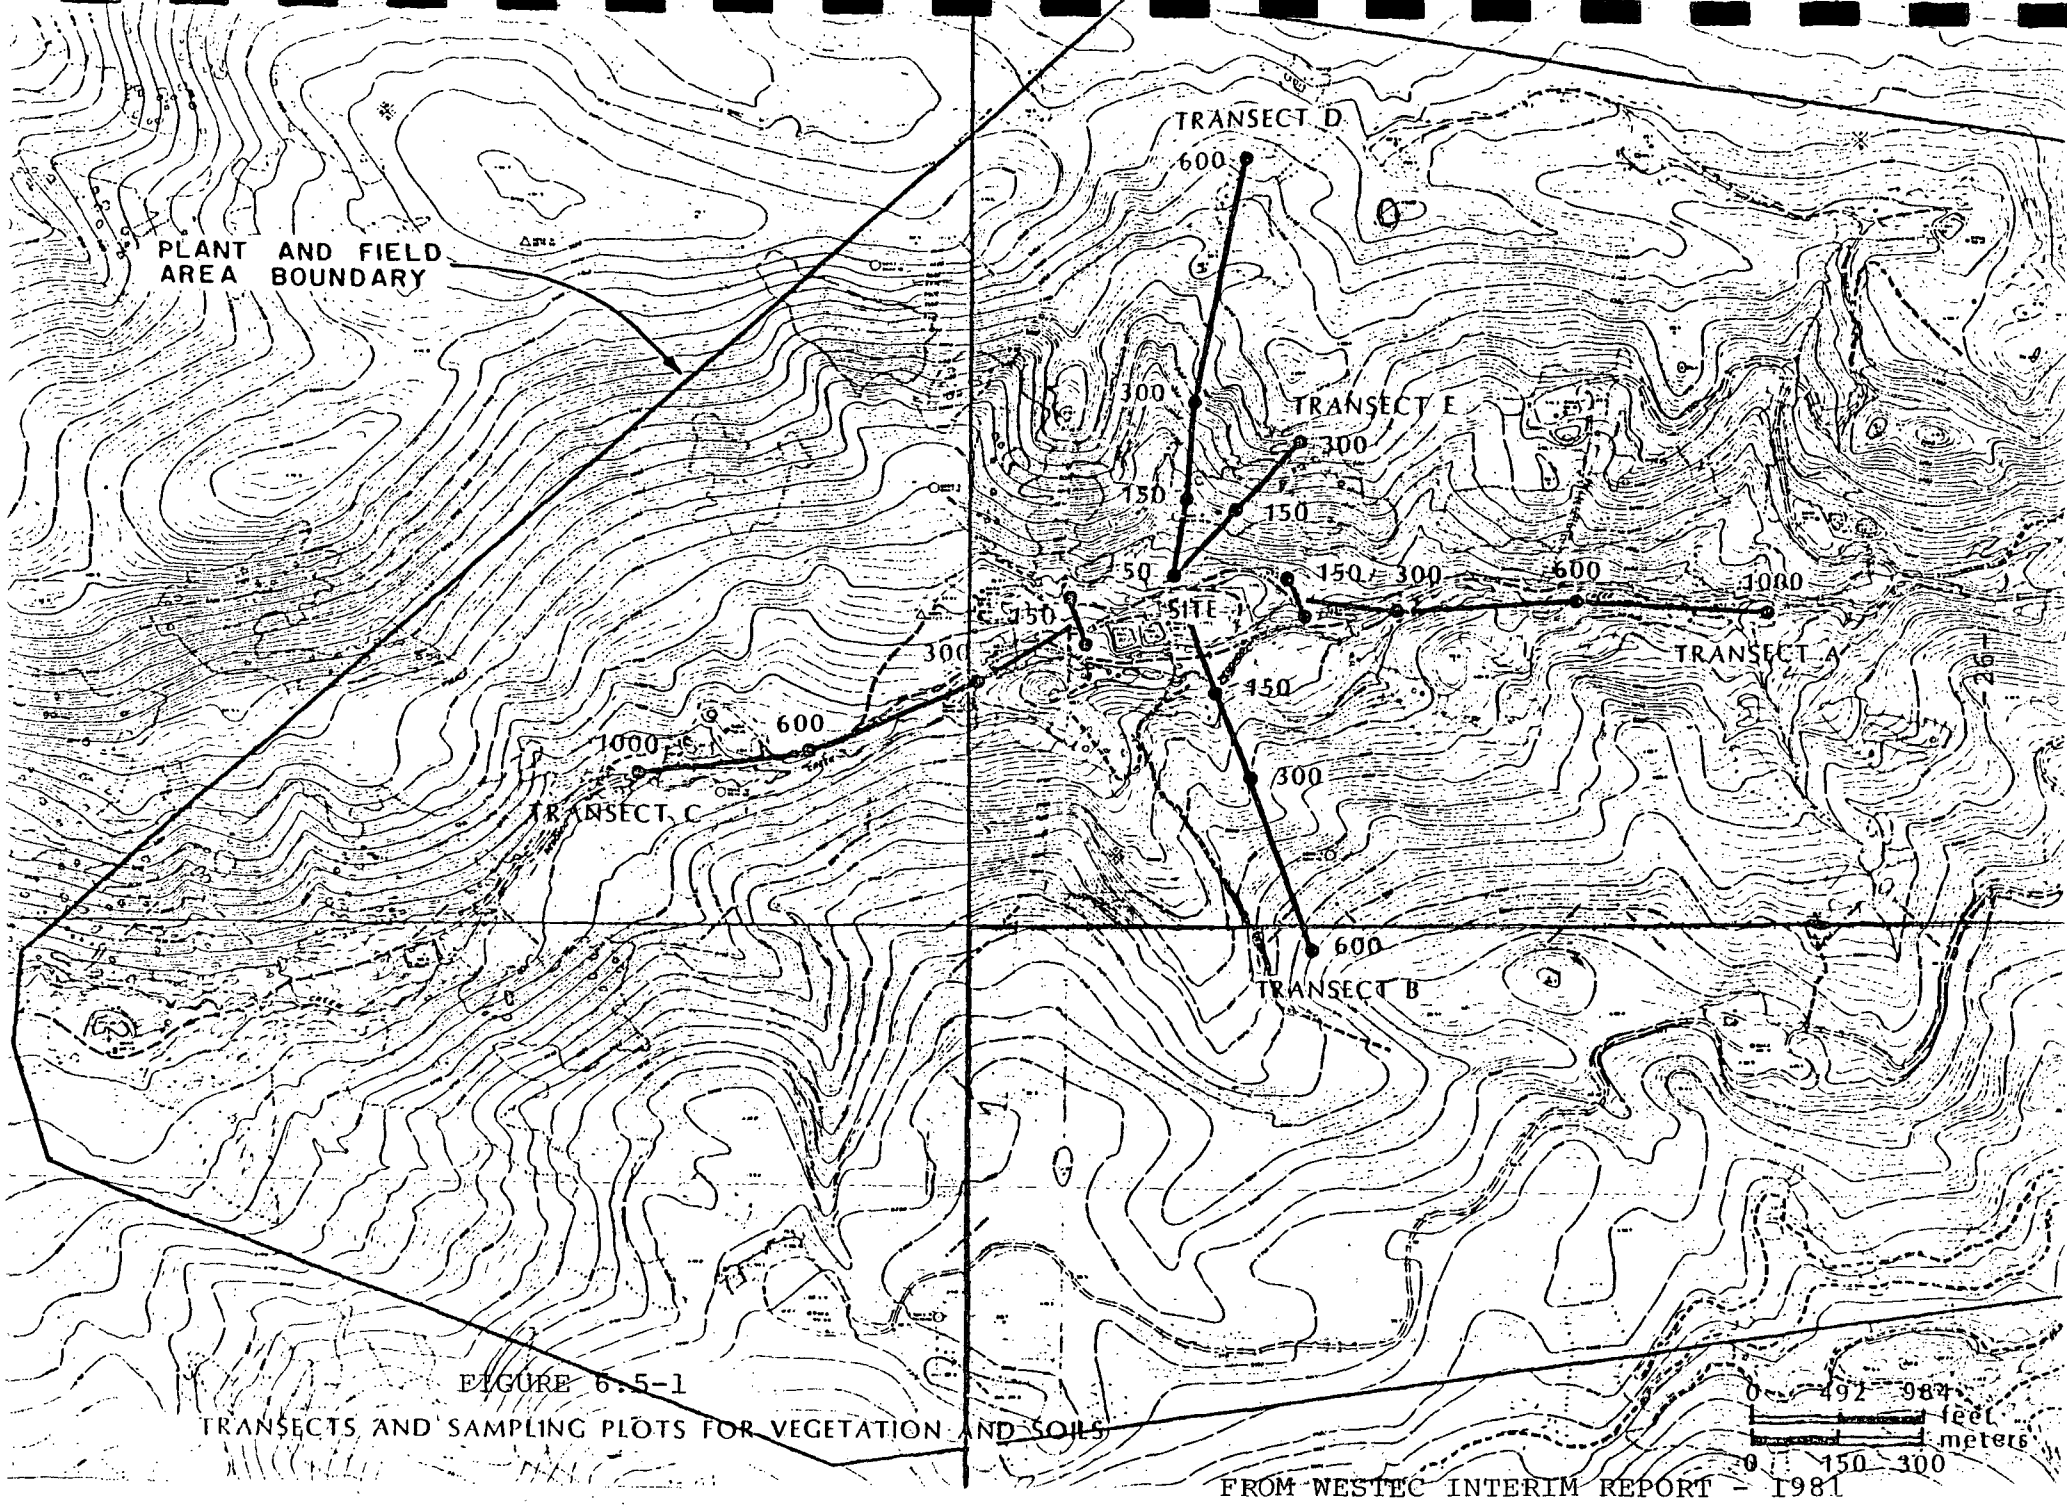 TRANSECT D
600
PLANT AND FIELD
AREA BOUNDARY
300
TRANSECT E
300
150
150
50
150
300
600
1000
SITE
150
300
TRANSECT A
26
150
600
1000
300
TRANSECT C
600
TRANSECT B
FIGURE 6.5-1
TRANSECTS AND SAMPLING PLOTS FOR VEGETATION AND SOILS
0 492 984
feet
meters
0 150 300
FROM WESTEC INTERIM REPORT - 1981